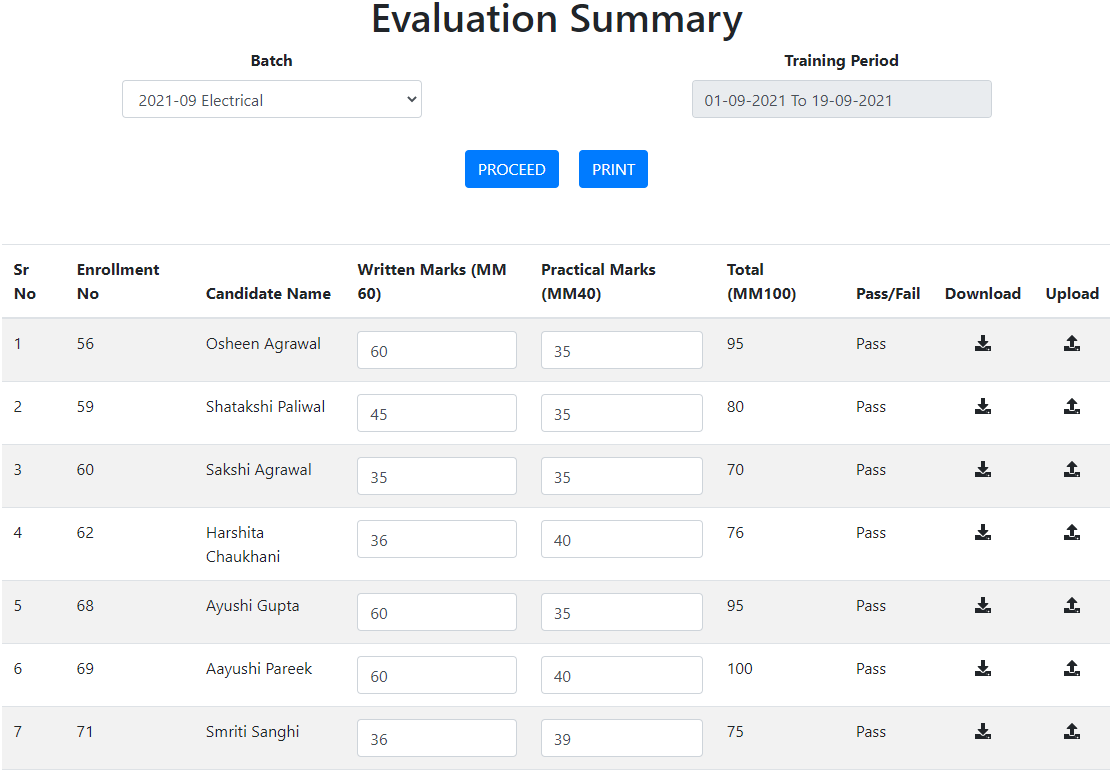 Evaluation Summary
Batch Training Period
2021-09 Electrical 01-09-2021 To 19-09-2021
PROCEED PRINT
Sr No Enrollment No Candidate Name Written Marks (MM 60) Practical Marks (MM40) Total (MM100) Pass/Fail Download Upload
1 56 Osheen Agrawal 60 35 95 Pass
2 59 Shatakshi Paliwal 45 35 80 Pass
3 60 Sakshi Agrawal 35 35 70 Pass
4 62 Harshita Chaukhani 36 40 76 Pass
5 68 Ayushi Gupta 60 35 95 Pass
6 69 Aayushi Pareek 60 40 100 Pass
7 71 Smriti Sanghi 36 39 75 Pass